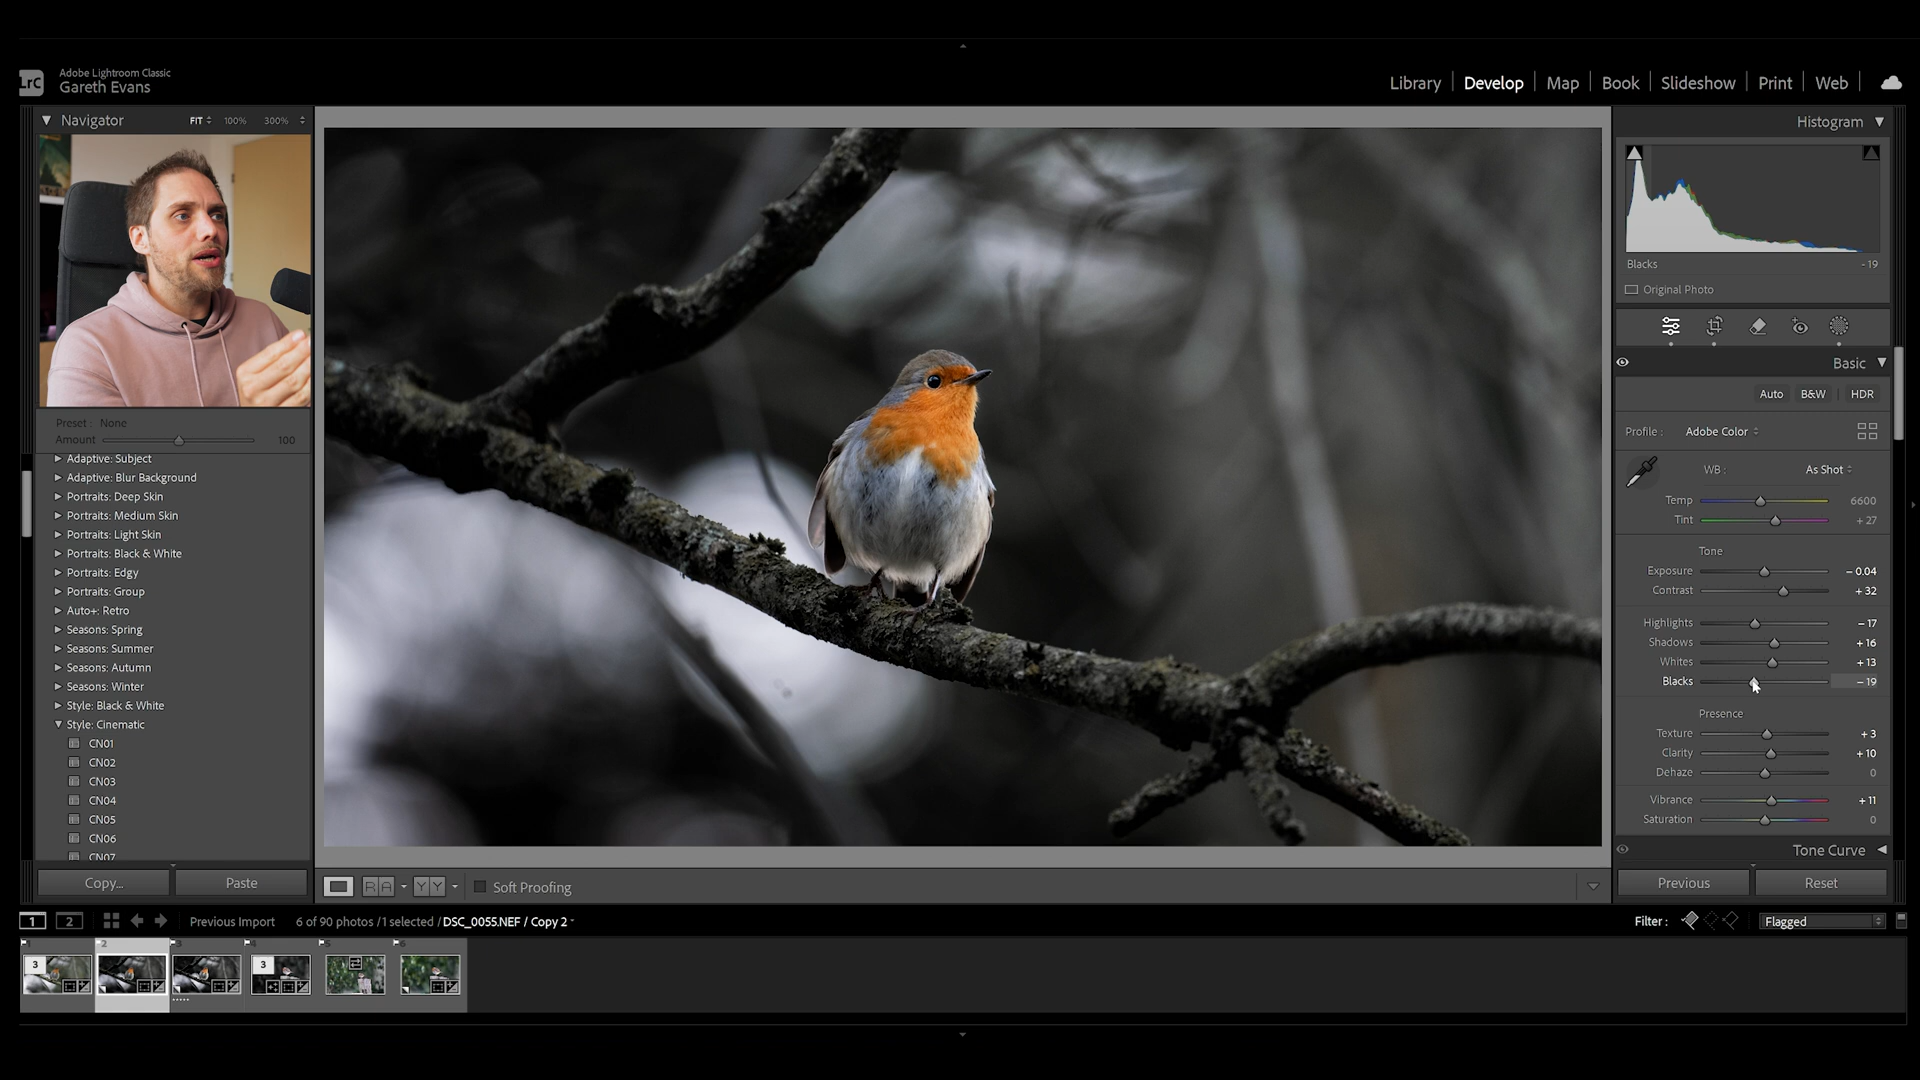 LrC
Adobe Lightroom Classic
Gareth Evans
Library
Develop
Map
Book
Slideshow
Print
Web
Navigator
FIT
100%
300%
Preset : None
Amount 100
Adaptive: Subject
Adaptive: Blur Background
Portraits: Deep Skin
Portraits: Medium Skin
Portraits: Light Skin
Portraits: Black & White
Portraits: Edgy
Portraits: Group
Auto+: Retro
Seasons: Spring
Seasons: Summer
Seasons: Autumn
Seasons: Winter
Style: Black & White
Style: Cinematic
CN01
CN02
CN03
CN04
CN05
CN06
CN07
Copy...
Paste
Histogram
Blacks -19
Original Photo
Basic
Auto
B&W
HDR
Profile : Adobe Color
WB : As Shot
Temp 6600
Tint +27
Tone
Exposure -0.04
Contrast +32
Highlights -17
Shadows +16
Whites +13
Blacks -19
Presence
Texture +3
Clarity +10
Dehaze 0
Vibrance +11
Saturation 0
Tone Curve
Previous
Reset
R A
Y Y
Soft Proofing
1
2
Previous Import
6 of 90 photos /1 selected / DSC_0055.NEF / Copy 2
Filter :
Flagged
3
3